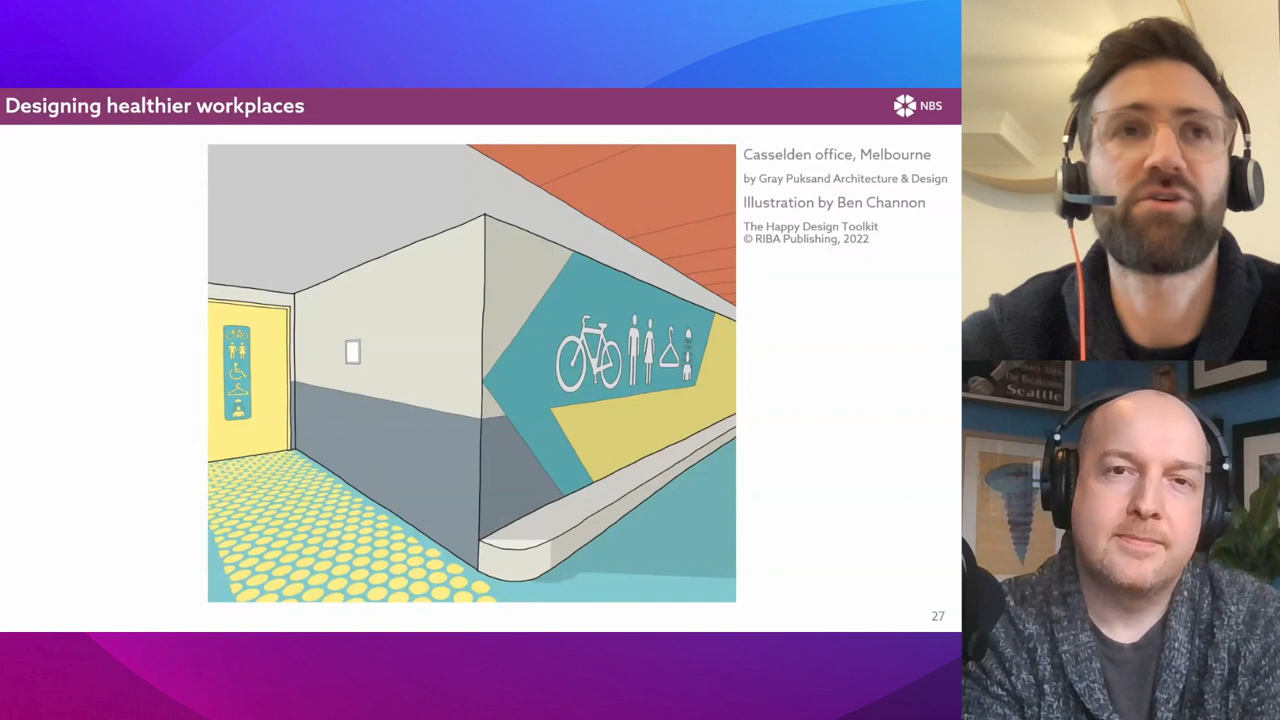 Designing healthier workplaces
NBS
Casselden office, Melbourne
by Gray Puksand Architecture & Design
Illustration by Ben Channon
The Happy Design Toolkit
© RIBA Publishing, 2022
27
Seattle